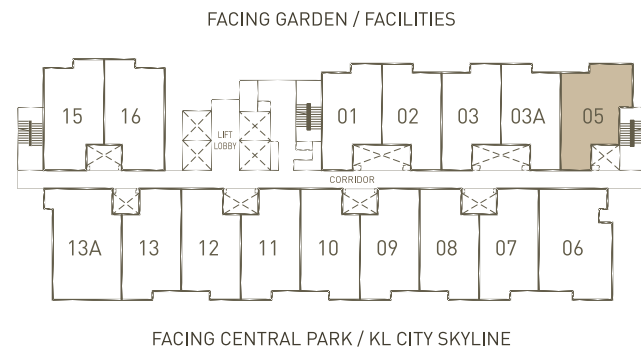 FACING GARDEN / FACILITIES
15
16
LIFT
LOBBY
01
02
03
03A
05
CORRIDOR
13A
13
12
11
10
09
08
07
06
FACING CENTRAL PARK / KL CITY SKYLINE